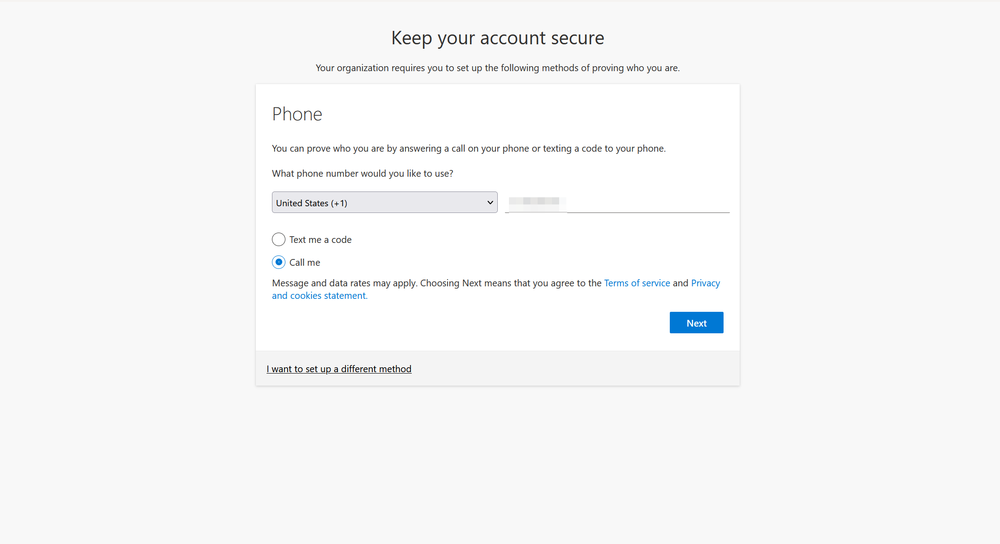 Keep your account secure
Your organization requires you to set up the following methods of proving who you are.
Phone
You can prove who you are by answering a call on your phone or texting a code to your phone.
What phone number would you like to use?
United States (+1)
Text me a code
Call me
Message and data rates may apply. Choosing Next means that you agree to the Terms of service and Privacy
and cookies statement.
Next
I want to set up a different method